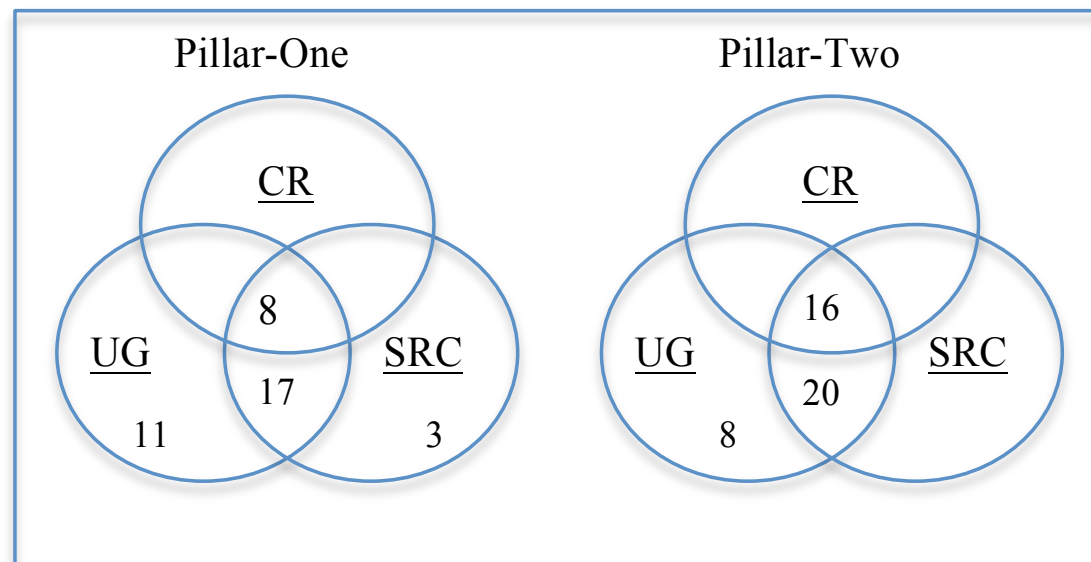 Pillar-One
CR
8
UG
SRC
17
11
3
Pillar-Two
CR
16
UG
SRC
20
8